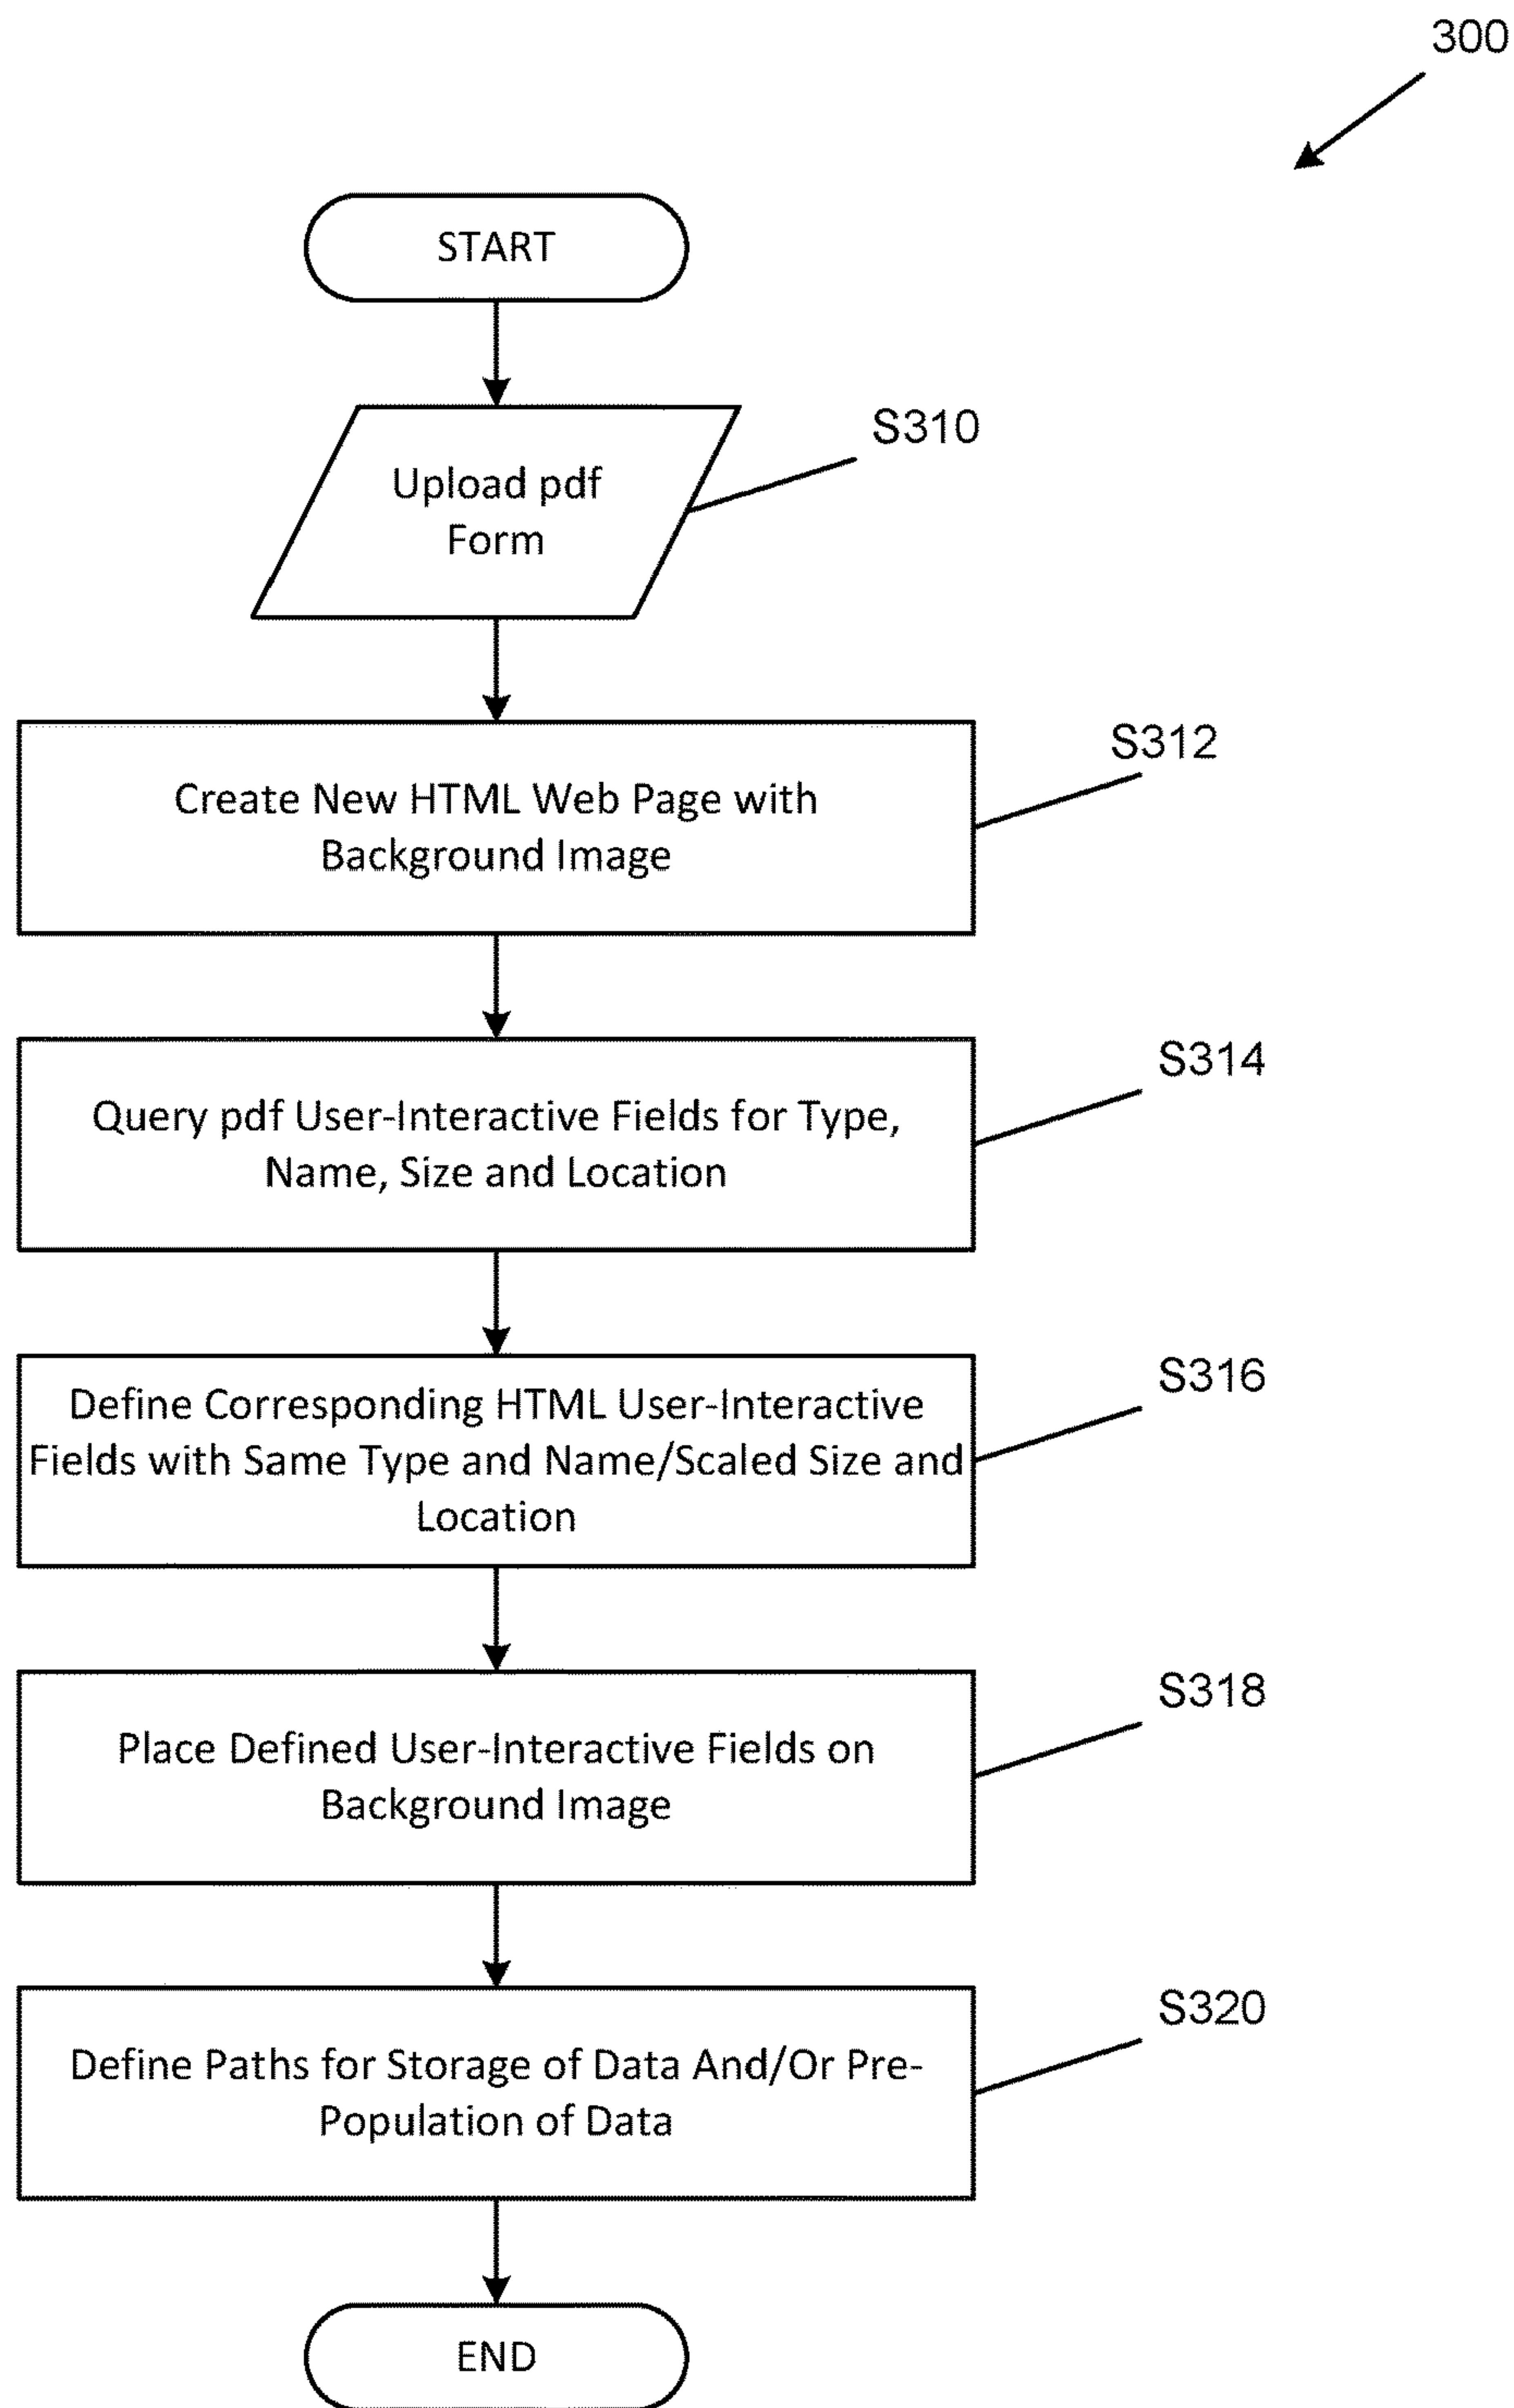 300
START
S310
Upload pdf
Form
S312
Create New HTML Web Page with
Background Image
S314
Query pdf User-Interactive Fields for Type,
Name, Size and Location
S316
Define Corresponding HTML User-Interactive
Fields with Same Type and Name/Scaled Size and
Location
S318
Place Defined User-Interactive Fields on
Background Image
S320
Define Paths for Storage of Data And/Or Pre-
Population of Data
END